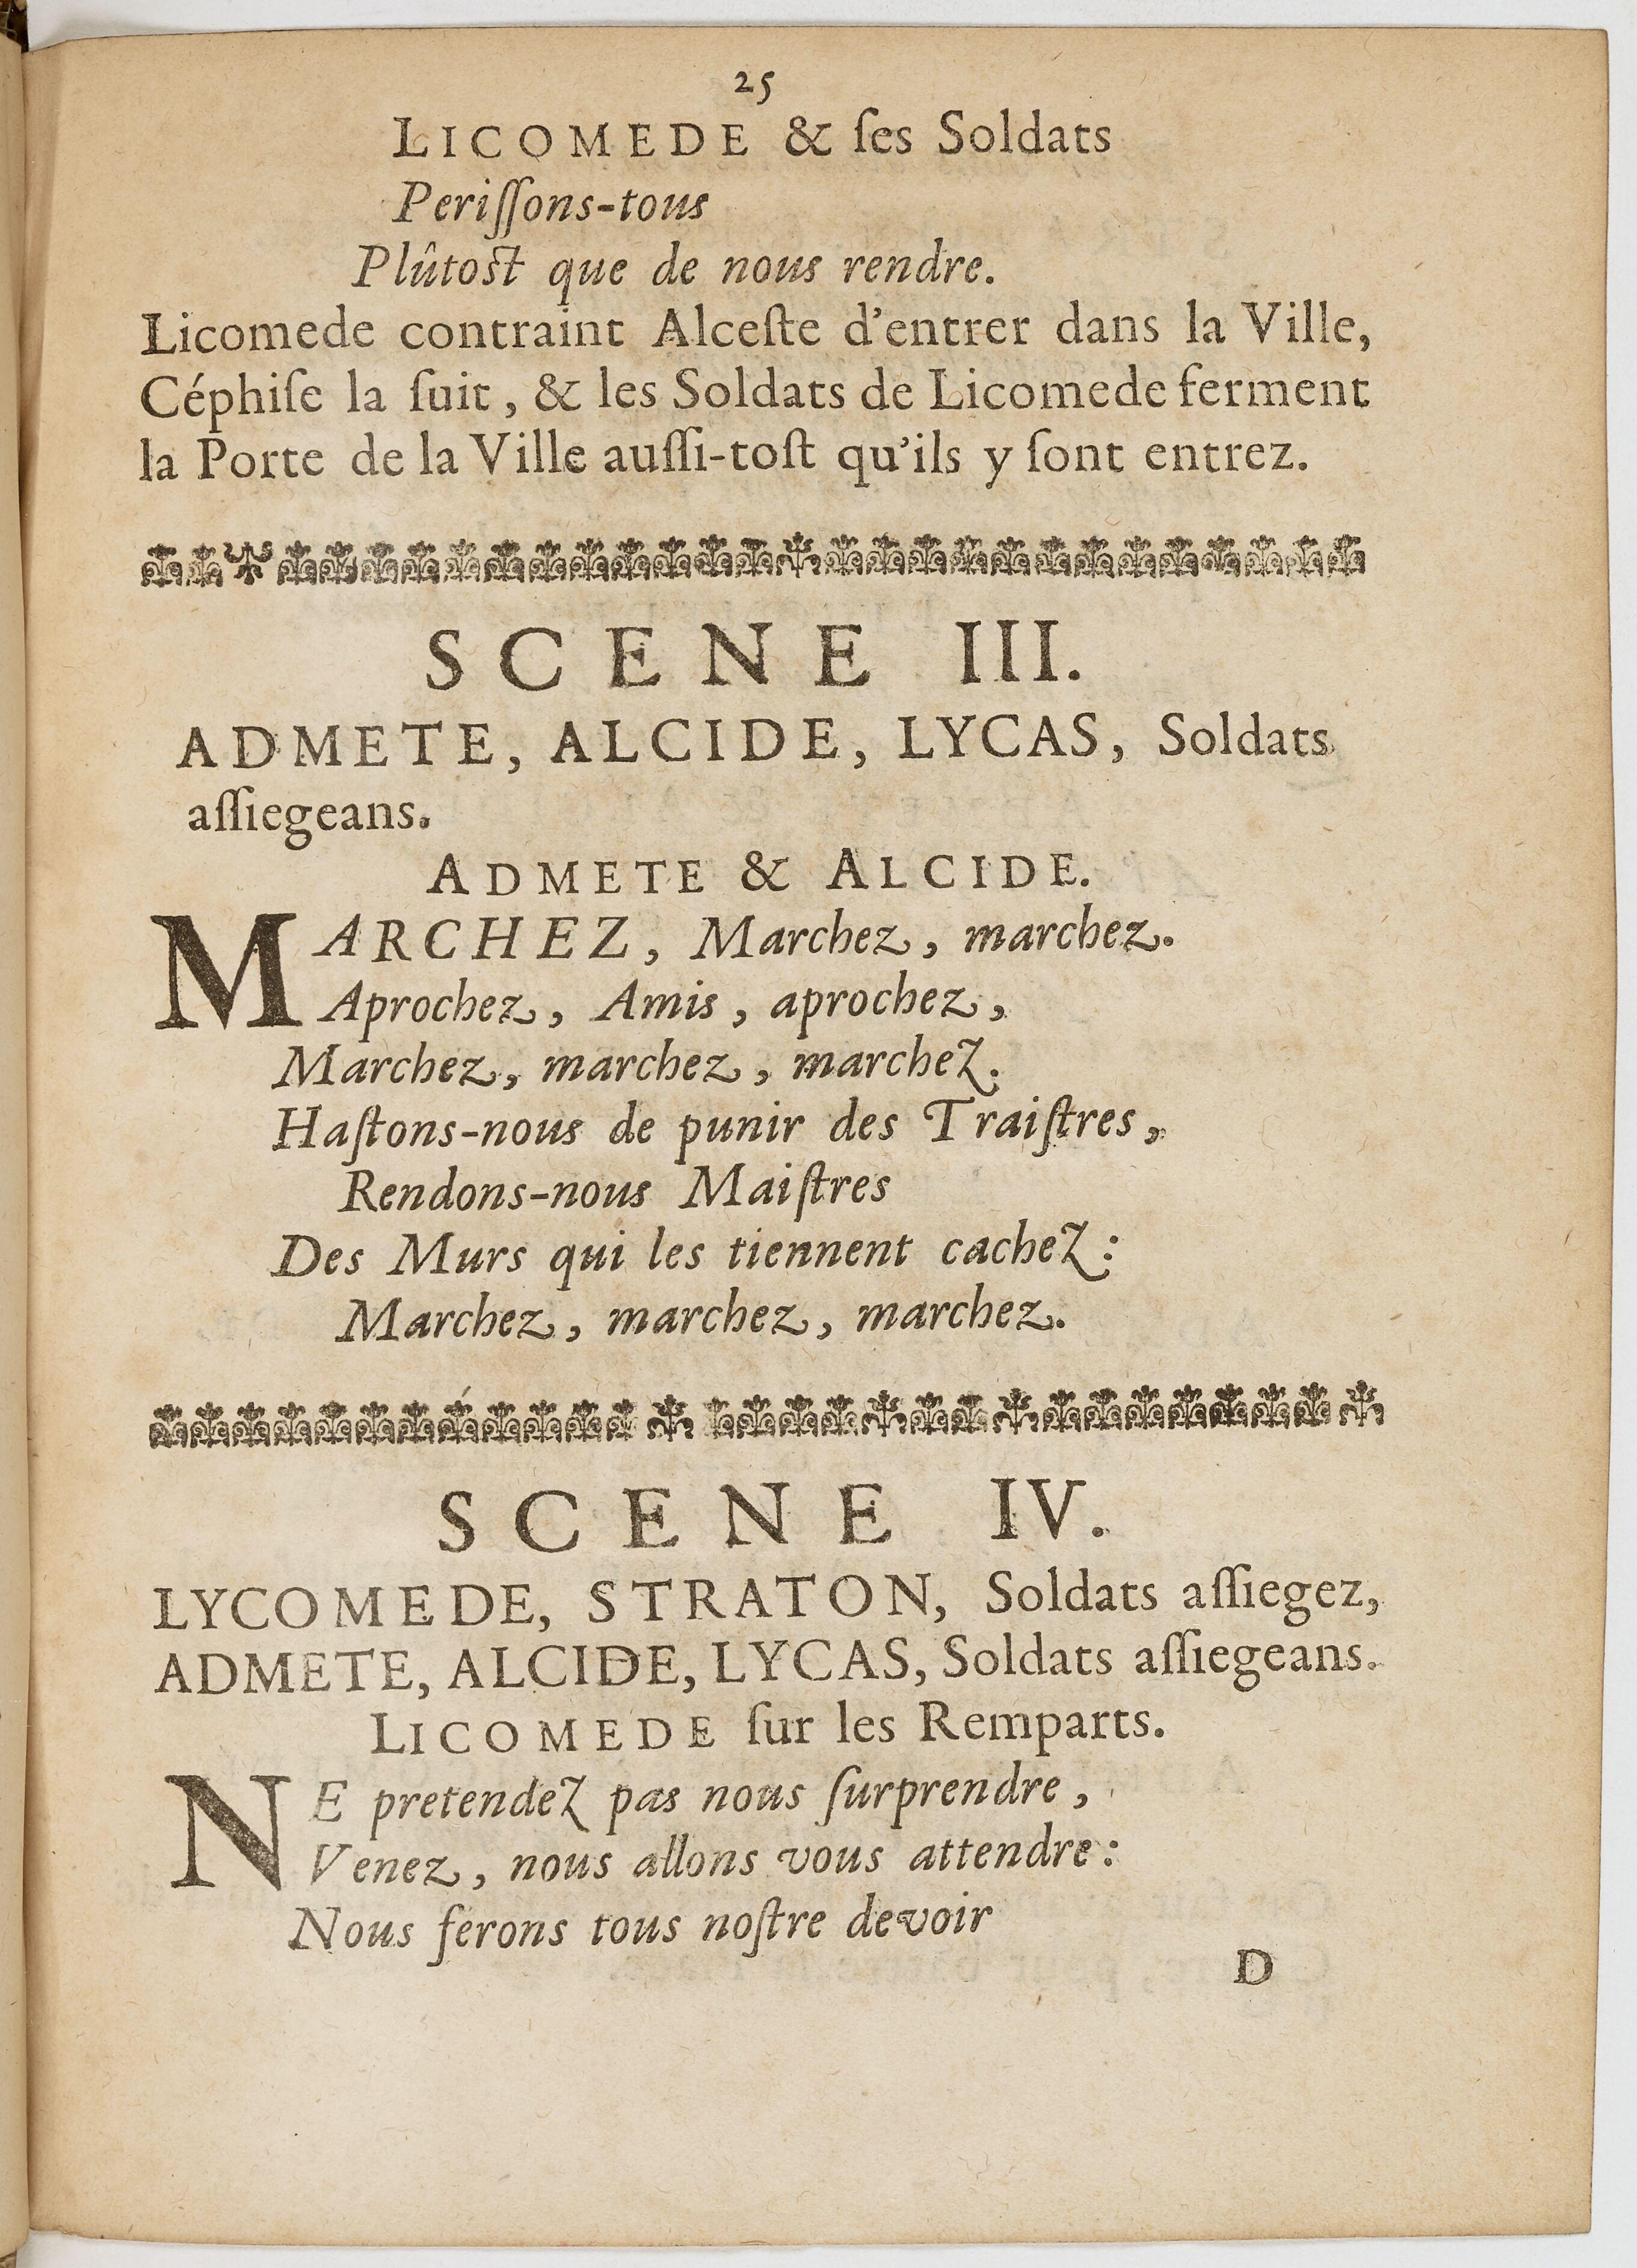 25
LICOMEDE & ſes Soldats
Periſſons-tous
Plûtoſt que de nous rendre.
Licomede contraint Alceſte d'entrer dans la Ville,
Céphiſe la ſuit, & les Soldats de Licomede ferment
la Porte de la Ville auſſi-toſt qu'ils y ſont entrez.
SCENE III.
ADMETE, ALCIDE, LYCAS, Soldats
aſſiegeans.
ADMETE & ALCIDE.
MARCHEZ, Marchez, marchez.
Aprochez, Amis, aprochez,
Marchez, marchez, marchez.
Haſtons-nous de punir des Traiſtres,
Rendons-nous Maiſtres
Des Murs qui les tiennent cachez:
Marchez, marchez, marchez.
SCENE IV.
LYCOMEDE, STRATON, Soldats aſſiegez,
ADMETE, ALCIDE, LYCAS, Soldats aſſiegeans.
LICOMEDE ſur les Remparts.
NE pretendez pas nous ſurprendre,
Venez, nous allons vous attendre:
Nous ferons tous noſtre devoir
D